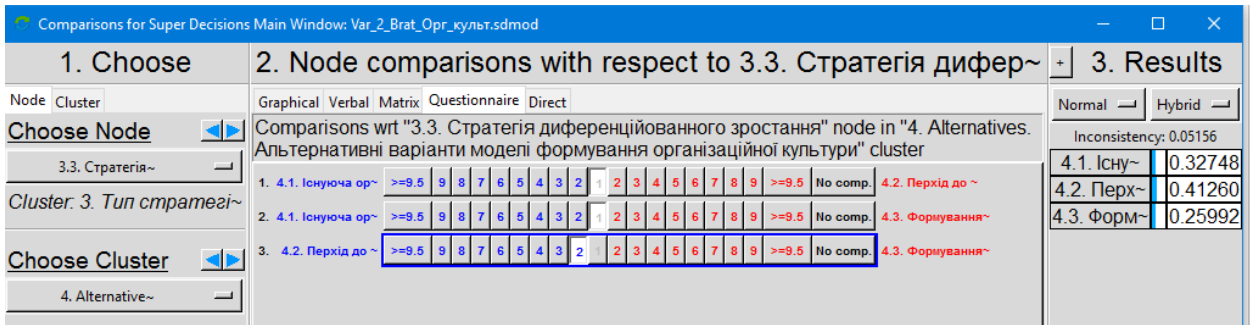 Comparisons for Super Decisions Main Window: Var_2_Brat_Орг_культ.sdmod
1. Choose
2. Node comparisons with respect to 3.3. Стратегія дифер~
+ 3. Results
Node Cluster
Graphical Verbal Matrix Questionnaire Direct
Normal Hybrid
Choose Node
Comparisons wrt "3.3. Стратегія диференційованного зростання" node in "4. Alternatives.
Альтернативні варіанти моделі формування організаційної культури" cluster
Inconsistency: 0.05156
3.3. Стратегія~
Cluster: 3. Тип стратегі~
1. 4.1. Існуюча ор~ >=9.5 9 8 7 6 5 4 3 2 1 2 3 4 5 6 7 8 9 >=9.5 No comp. 4.2. Перхід до ~
2. 4.1. Існуюча ор~ >=9.5 9 8 7 6 5 4 3 2 1 2 3 4 5 6 7 8 9 >=9.5 No comp. 4.3. Формування~
3. 4.2. Перхід до ~ >=9.5 9 8 7 6 5 4 3 2 1 2 3 4 5 6 7 8 9 >=9.5 No comp. 4.3. Формування~
4.1. Існу~ 0.32748
4.2. Перх~ 0.41260
4.3. Форм~ 0.25992
Choose Cluster
4. Alternative~